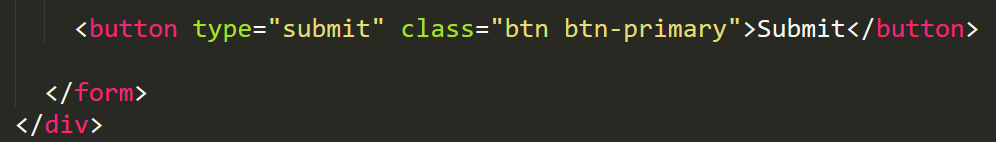 <button type="submit" class="btn btn-primary">Submit</button>
</form>
</div>